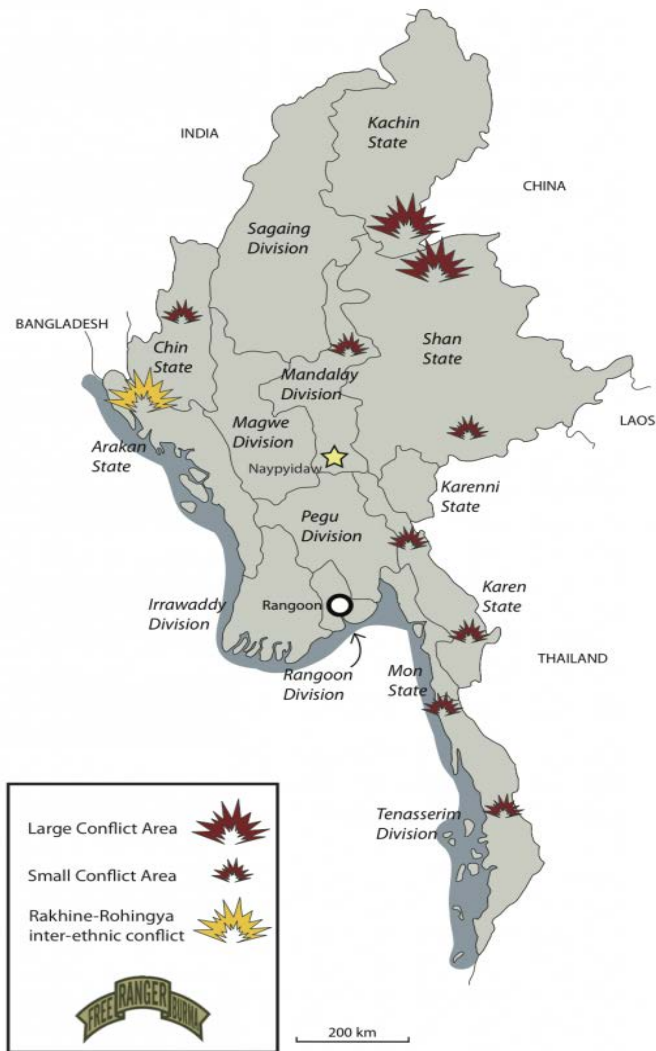 INDIA
Kachin
State
CHINA
Sagaing
Division
BANGLADESH
Chin
State
Shan
State
Mandalay
Division
LAOS
Arakan
State
Magwe
Division
Naypyidaw
Karenni
State
Pegu
Division
Irrawaddy
Division
Rangoon
Karen
State
THAILAND
Rangoon
Division
Mon
State
Tenasserim
Division
Large Conflict Area
Small Conflict Area
Rakhine-Rohingya
inter-ethnic conflict
FREE RANGER BURMA
200 km